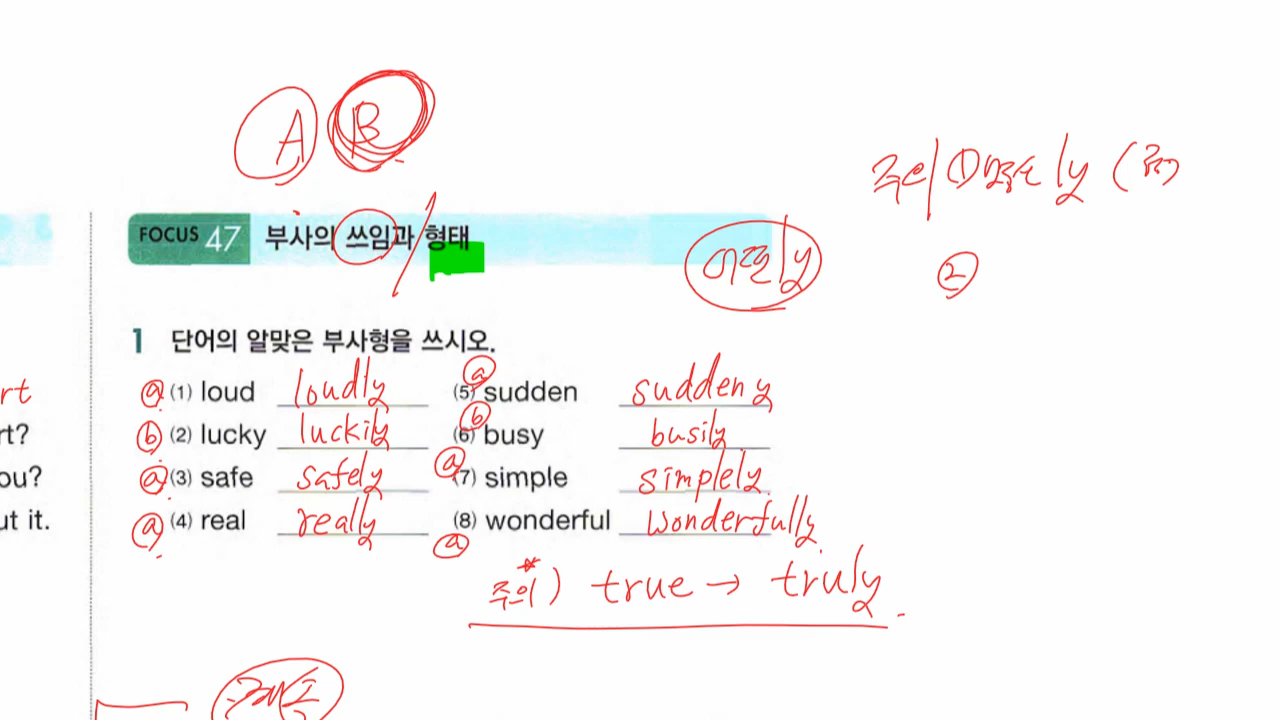 A B
FOCUS 47 부사의 쓰임과 형태
ly
②
1 단어의 알맞은 부사형을 쓰시오.
rt
ⓐ (1) loud loudly
ⓐ (5) sudden suddeny
rt?
ⓑ (2) lucky luckily
ⓑ (6) busy busily
ou?
ⓐ (3) safe safely
ⓐ (7) simple simplely
ut it.
ⓐ (4) real really
ⓐ (8) wonderful wonderfully
주의) true → truly